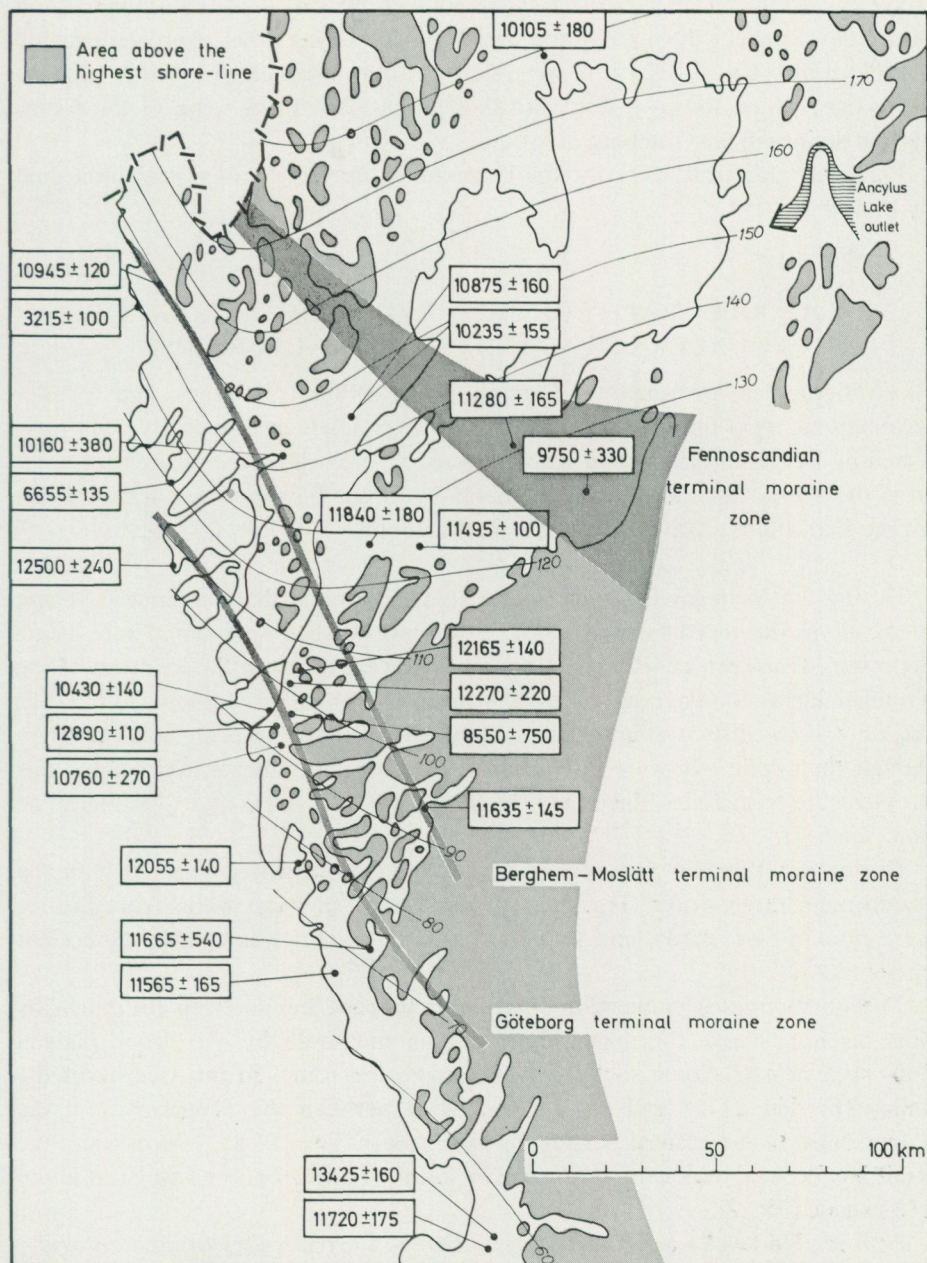 Area above the
highest shore-line
10105 ± 180
170
160
Ancylus
Lake
outlet
150
10945 ± 120
10875 ± 160
3215 ± 100
10235 ± 155
140
130
11280 ± 165
10160 ± 380
9750 ± 330
Fennoscandian
terminal moraine
zone
6655 ± 135
11840 ± 180
11495 ± 100
12500 ± 240
120
110
12165 ± 140
10430 ± 140
12270 ± 220
12890 ± 110
8550 ± 750
10760 ± 270
100
11635 ± 145
90
12055 ± 140
Berghem-Moslätt terminal moraine zone
80
11665 ± 540
11565 ± 165
70
Göteborg terminal moraine zone
0 50 100 km
13425 ± 160
11720 ± 175
60